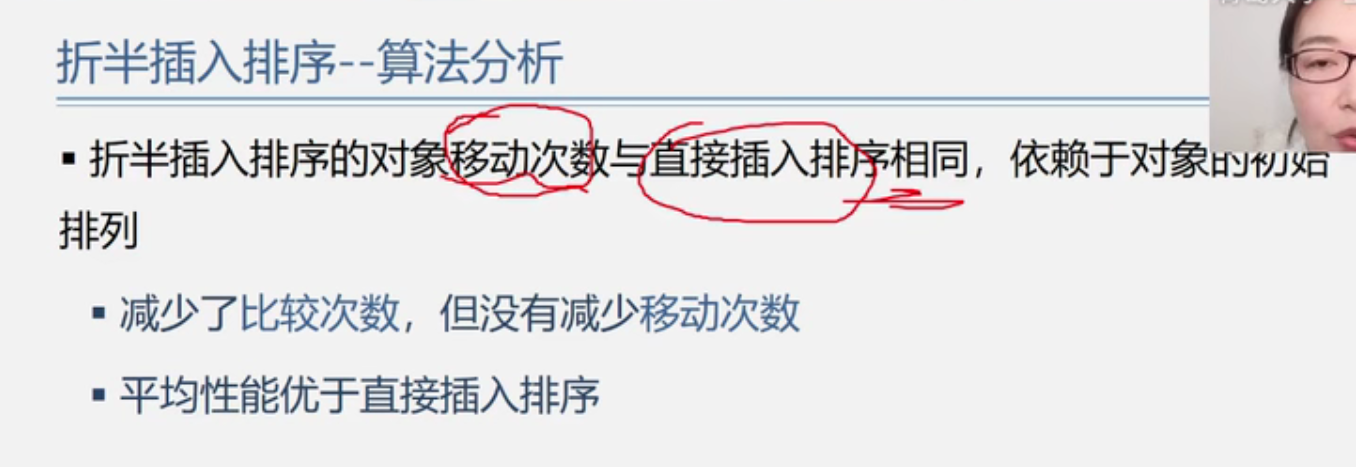 折半插入排序--算法分析
▪ 折半插入排序的对象移动次数与直接插入排序相同，依赖于对象的初始
排列
▪ 减少了比较次数，但没有减少移动次数
▪ 平均性能优于直接插入排序